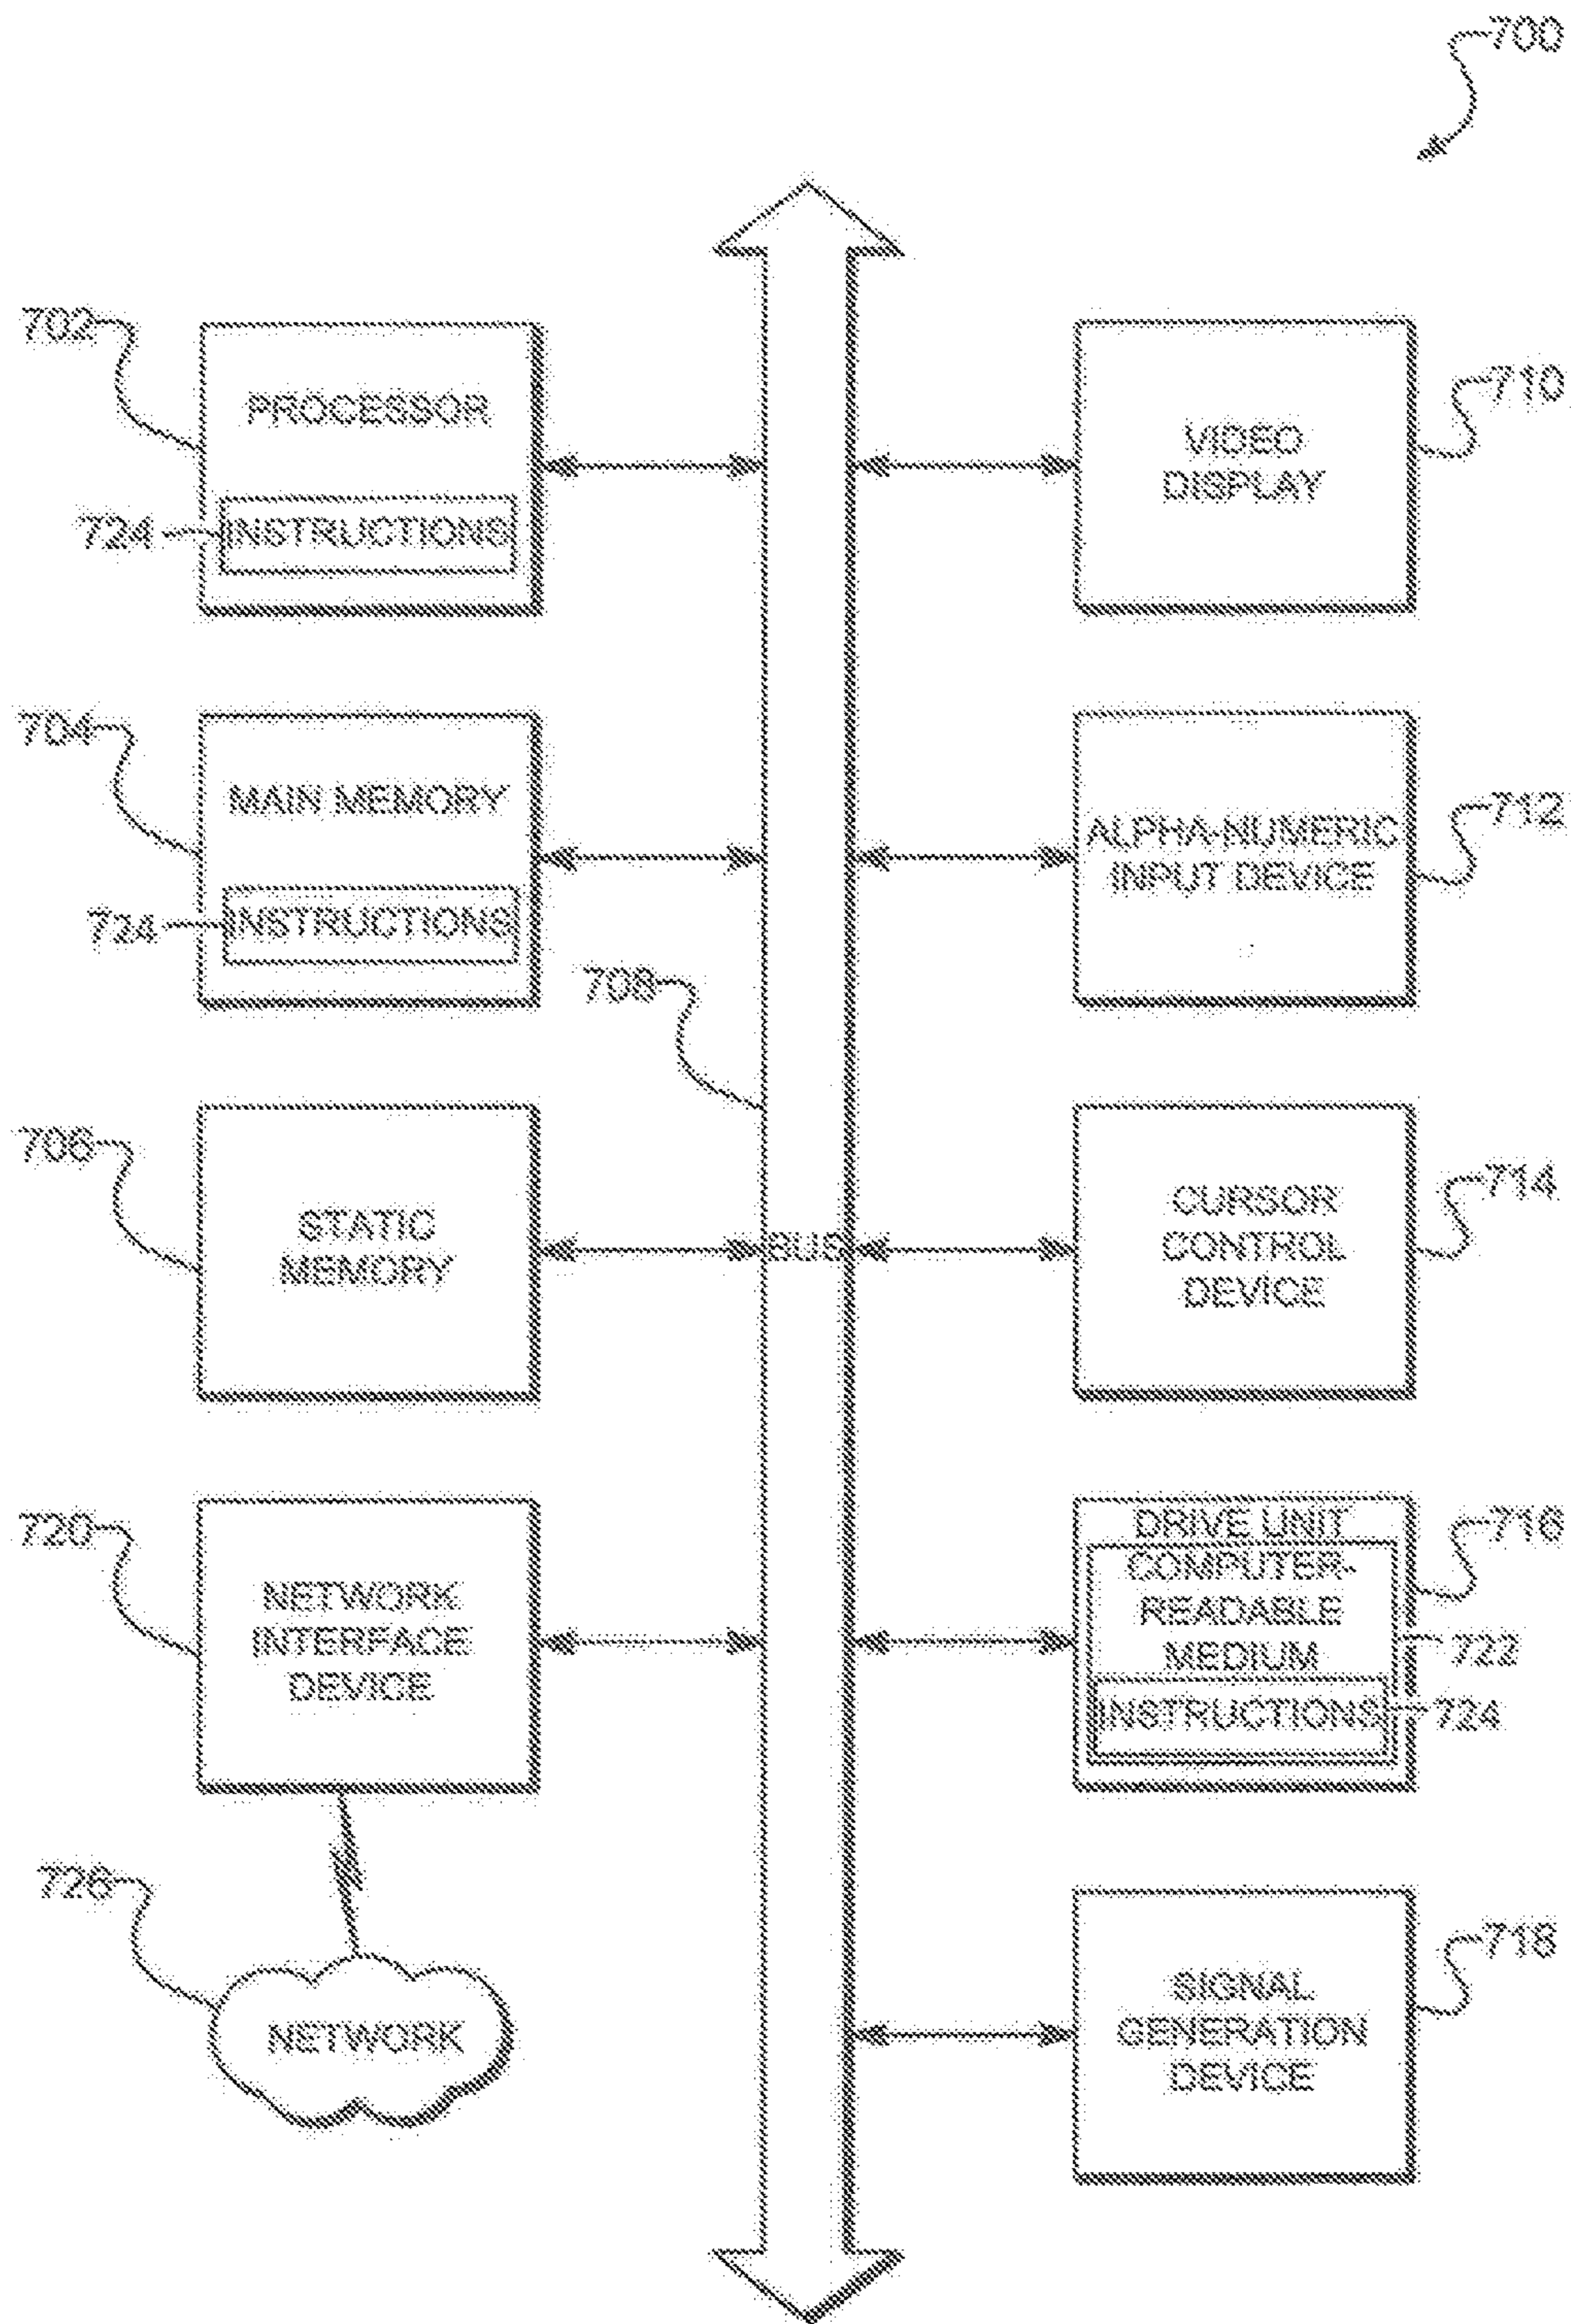 700
702
PROCESSOR
724
INSTRUCTIONS
710
VIDEO
DISPLAY
704
MAIN MEMORY
724
INSTRUCTIONS
708
712
ALPHA-NUMERIC
INPUT DEVICE
706
STATIC
MEMORY
BUS
714
CURSOR
CONTROL
DEVICE
720
NETWORK
INTERFACE
DEVICE
716
DRIVE UNIT
COMPUTER-
READABLE
MEDIUM
722
INSTRUCTIONS
724
726
NETWORK
718
SIGNAL
GENERATION
DEVICE